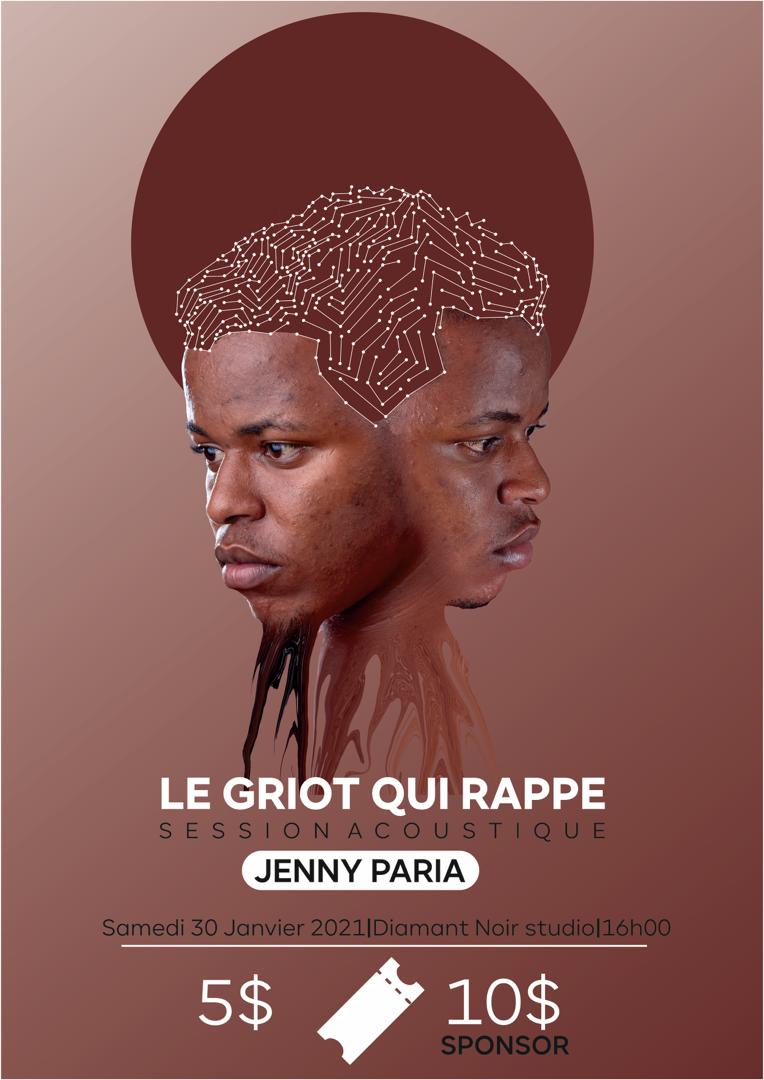 LE GRIOT QUI RAPPE
SESSION ACOUSTIQUE
JENNY PARIA
Samedi 30 Janvier 2021|Diamant Noir studio|16h00
5$ 10$
SPONSOR